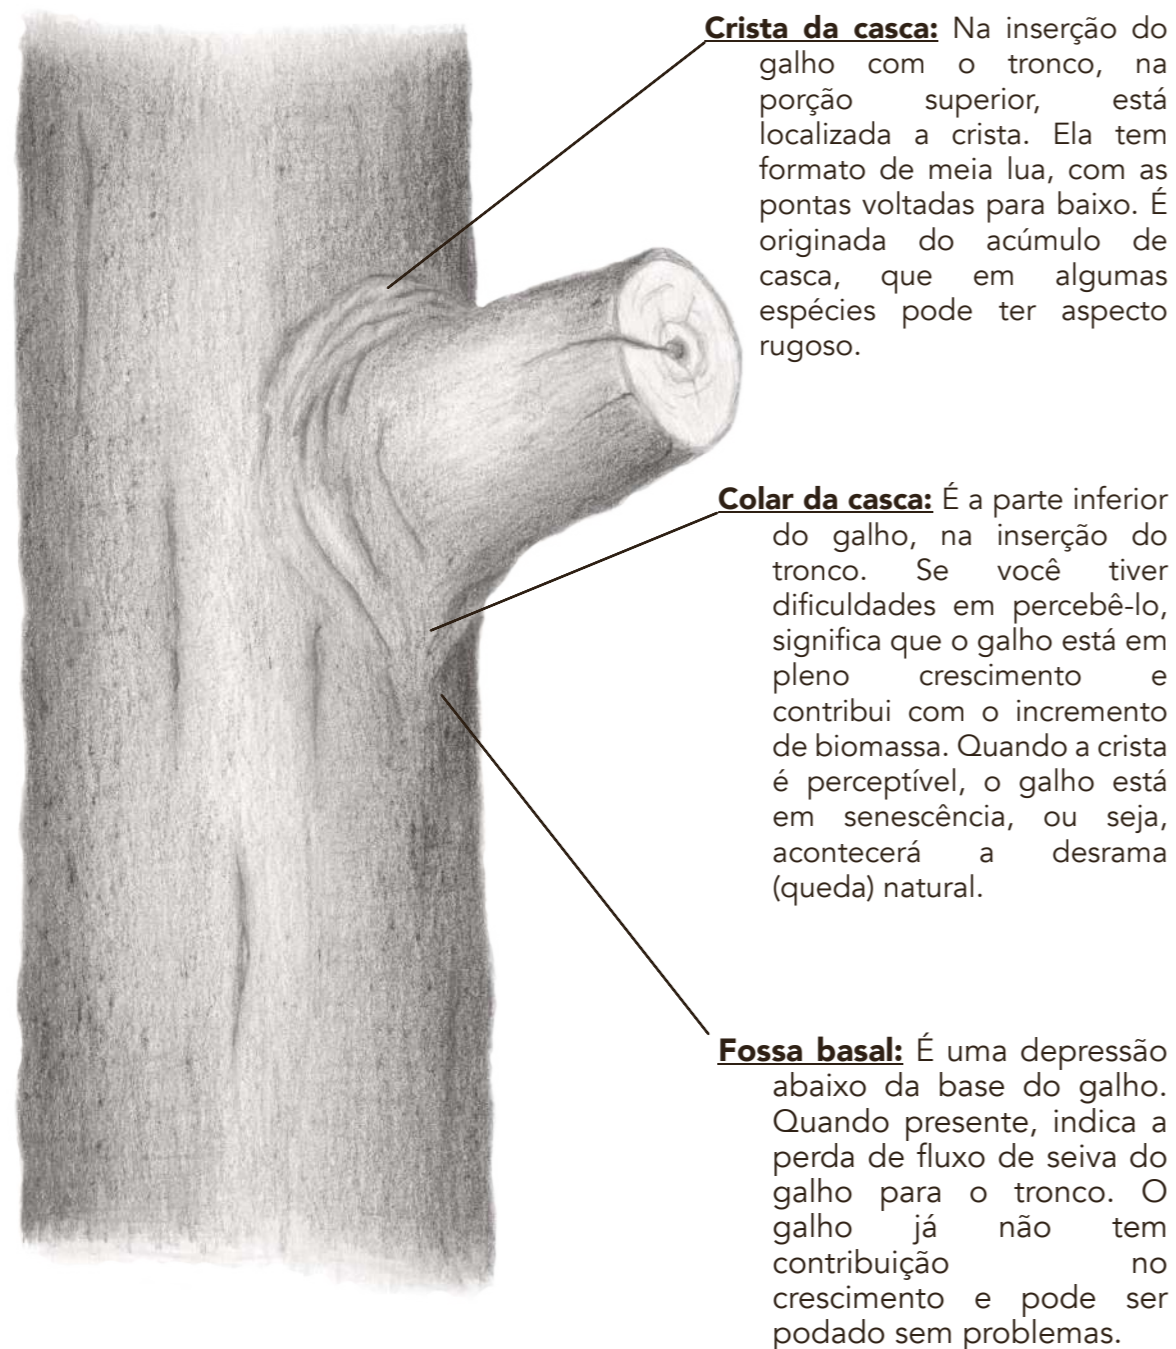 Crista da casca: Na inserção do
galho com o tronco, na
porção superior, está
localizada a crista. Ela tem
formato de meia lua, com as
pontas voltadas para baixo. É
originada do acúmulo de
casca, que em algumas
espécies pode ter aspecto
rugoso.
Colar da casca: É a parte inferior
do galho, na inserção do
tronco. Se você tiver
dificuldades em percebê-lo,
significa que o galho está em
pleno crescimento e
contribui com o incremento
de biomassa. Quando a crista
é perceptível, o galho está
em senescência, ou seja,
acontecerá a desrama
(queda) natural.
Fossa basal: É uma depressão
abaixo da base do galho.
Quando presente, indica a
perda de fluxo de seiva do
galho para o tronco. O
galho já não tem
contribuição no
crescimento e pode ser
podado sem problemas.